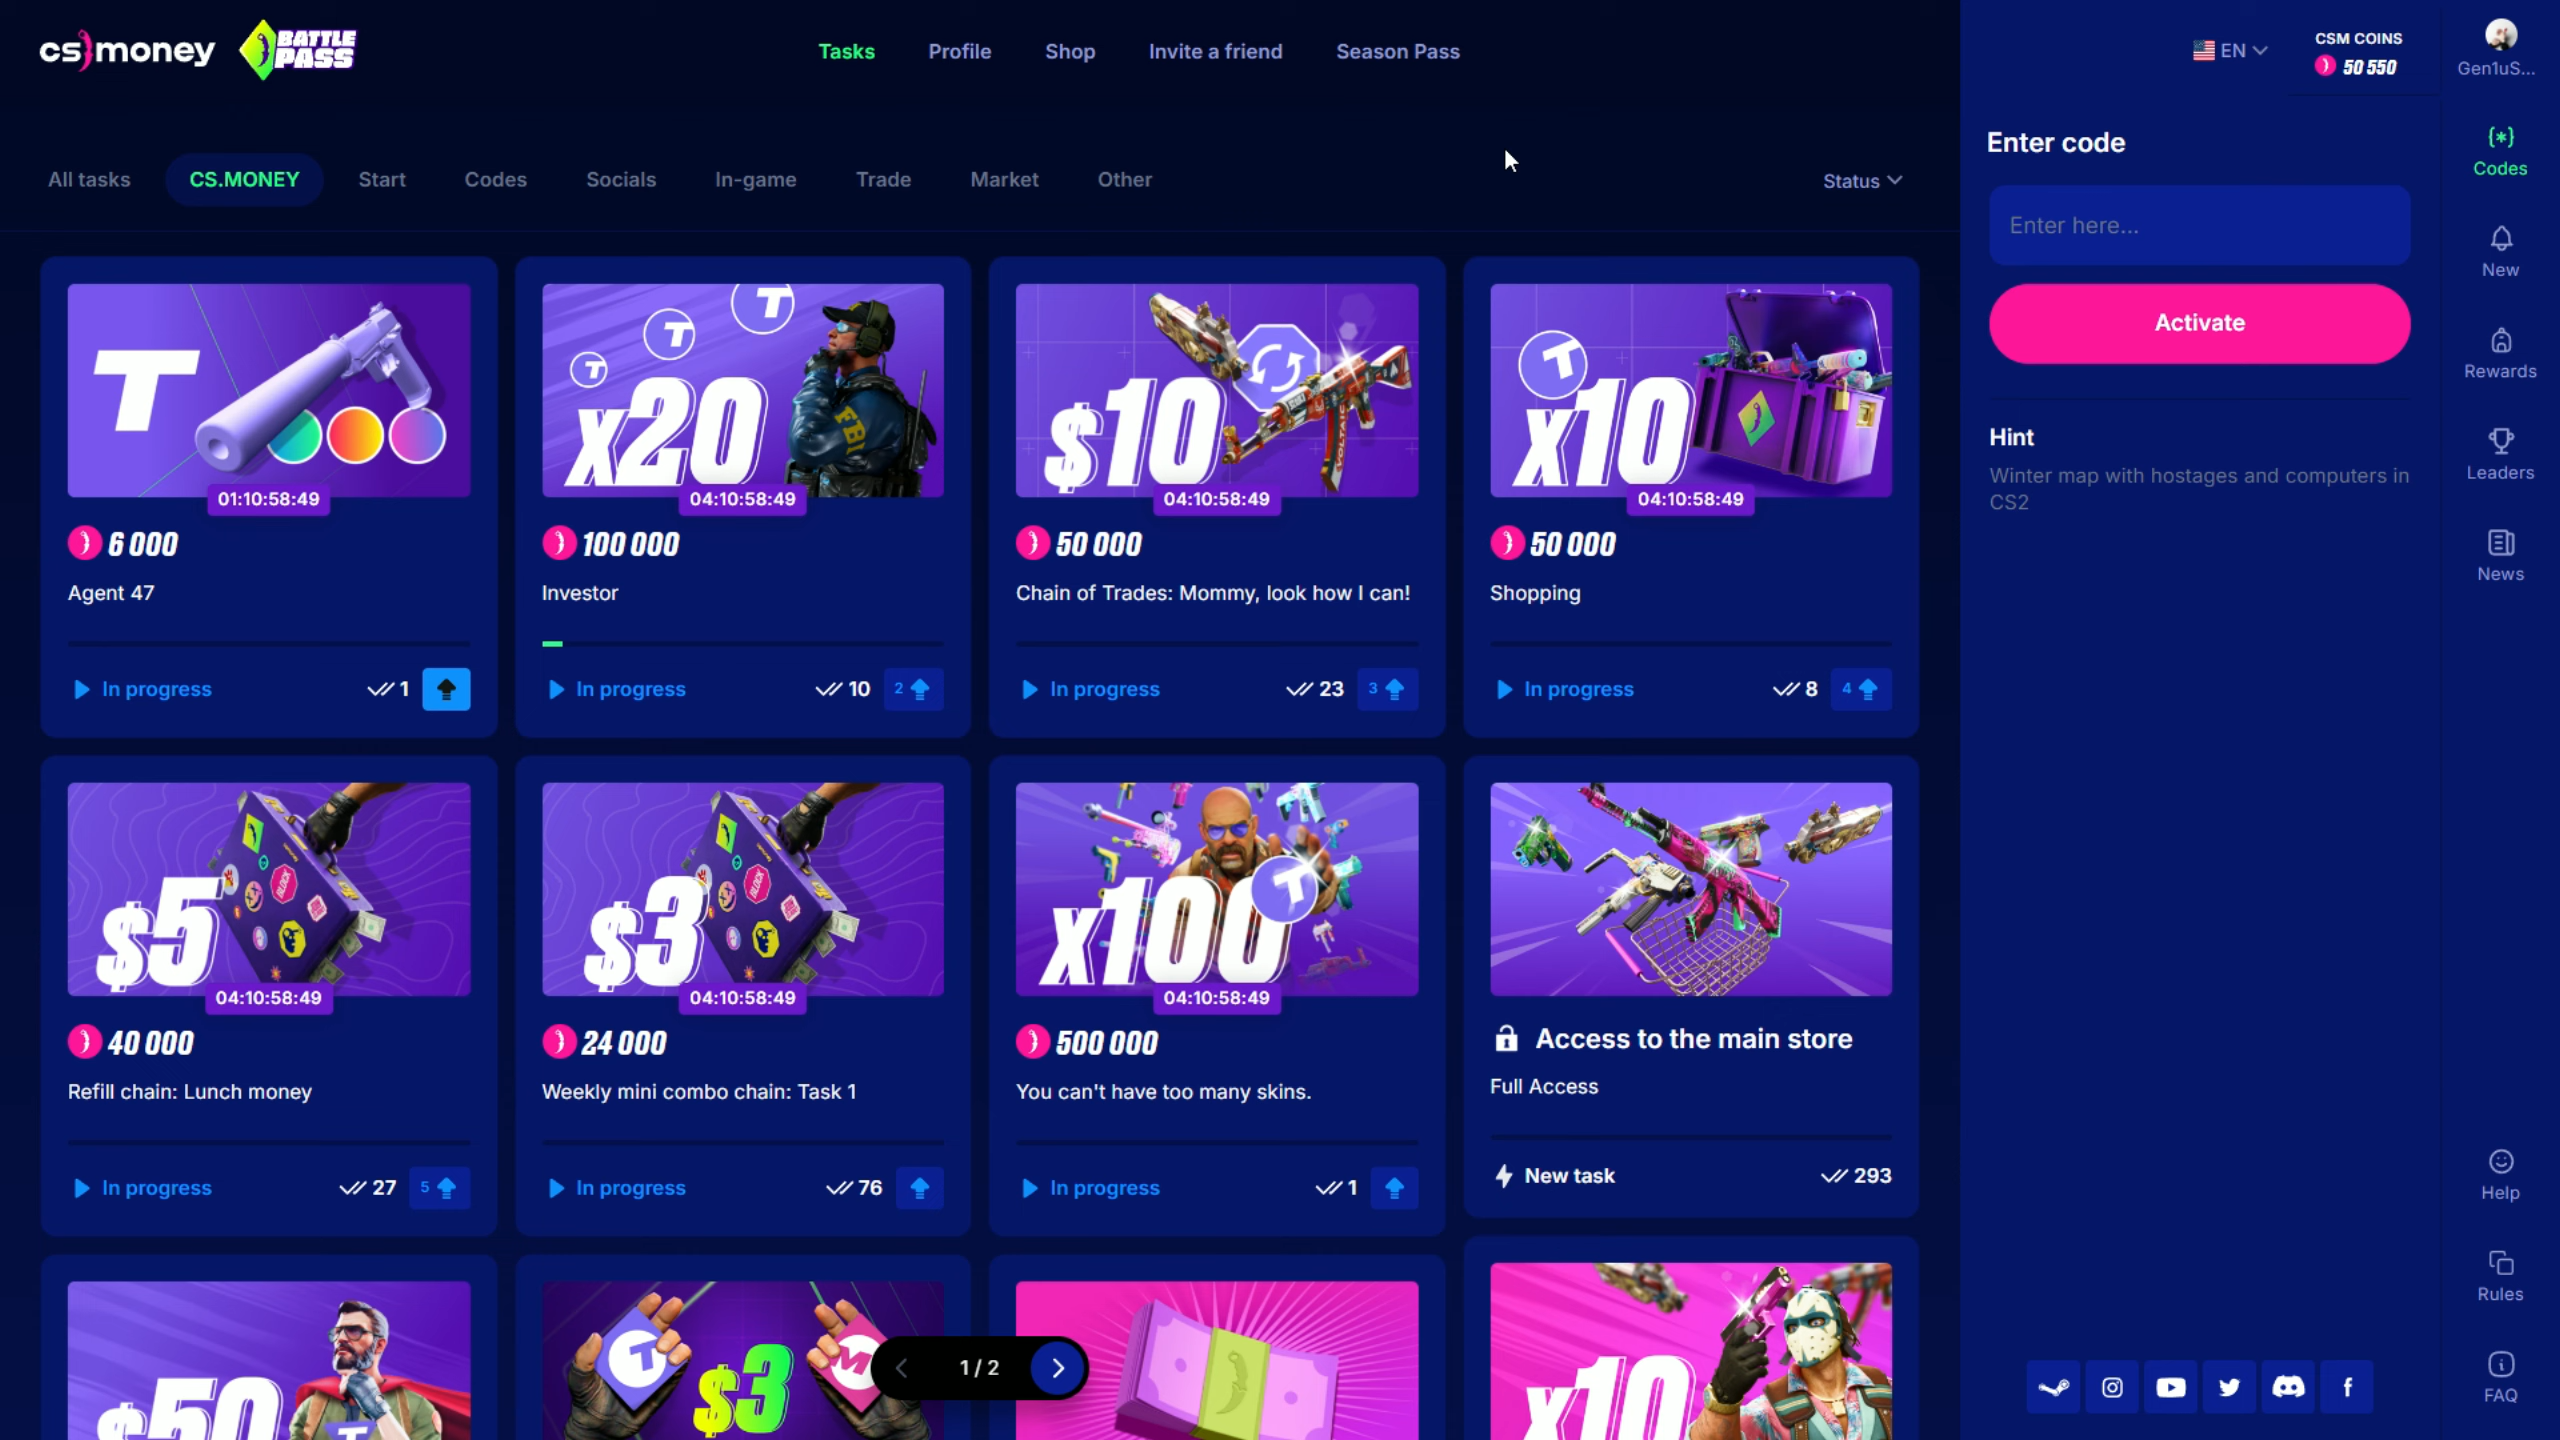 cs money BATTLE PASS
Tasks
Profile
Shop
Invite a friend
Season Pass
EN
CSM COINS
50 550
Gen1uS...
All tasks
CS.MONEY
Start
Codes
Socials
In-game
Trade
Market
Other
Status
Enter code
Enter here...
Activate
Hint
Winter map with hostages and computers in
CS2
Codes
New
Rewards
Leaders
News
Help
Rules
FAQ
T
01:10:58:49
6 000
Agent 47
In progress
1
T T T
x20
FBI
04:10:58:49
100 000
Investor
In progress
10
2
$10
VOLTAIC
04:10:58:49
50 000
Chain of Trades: Mommy, look how I can!
In progress
23
3
T
x10
04:10:58:49
50 000
Shopping
In progress
8
4
$5
BLOCK
04:10:58:49
40 000
Refill chain: Lunch money
In progress
27
5
$3
BLOCK
04:10:58:49
24 000
Weekly mini combo chain: Task 1
In progress
76
x100
T
04:10:58:49
500 000
You can't have too many skins.
In progress
1
Access to the main store
Full Access
New task
293
$50
T
T
$3
M
x10
1 / 2